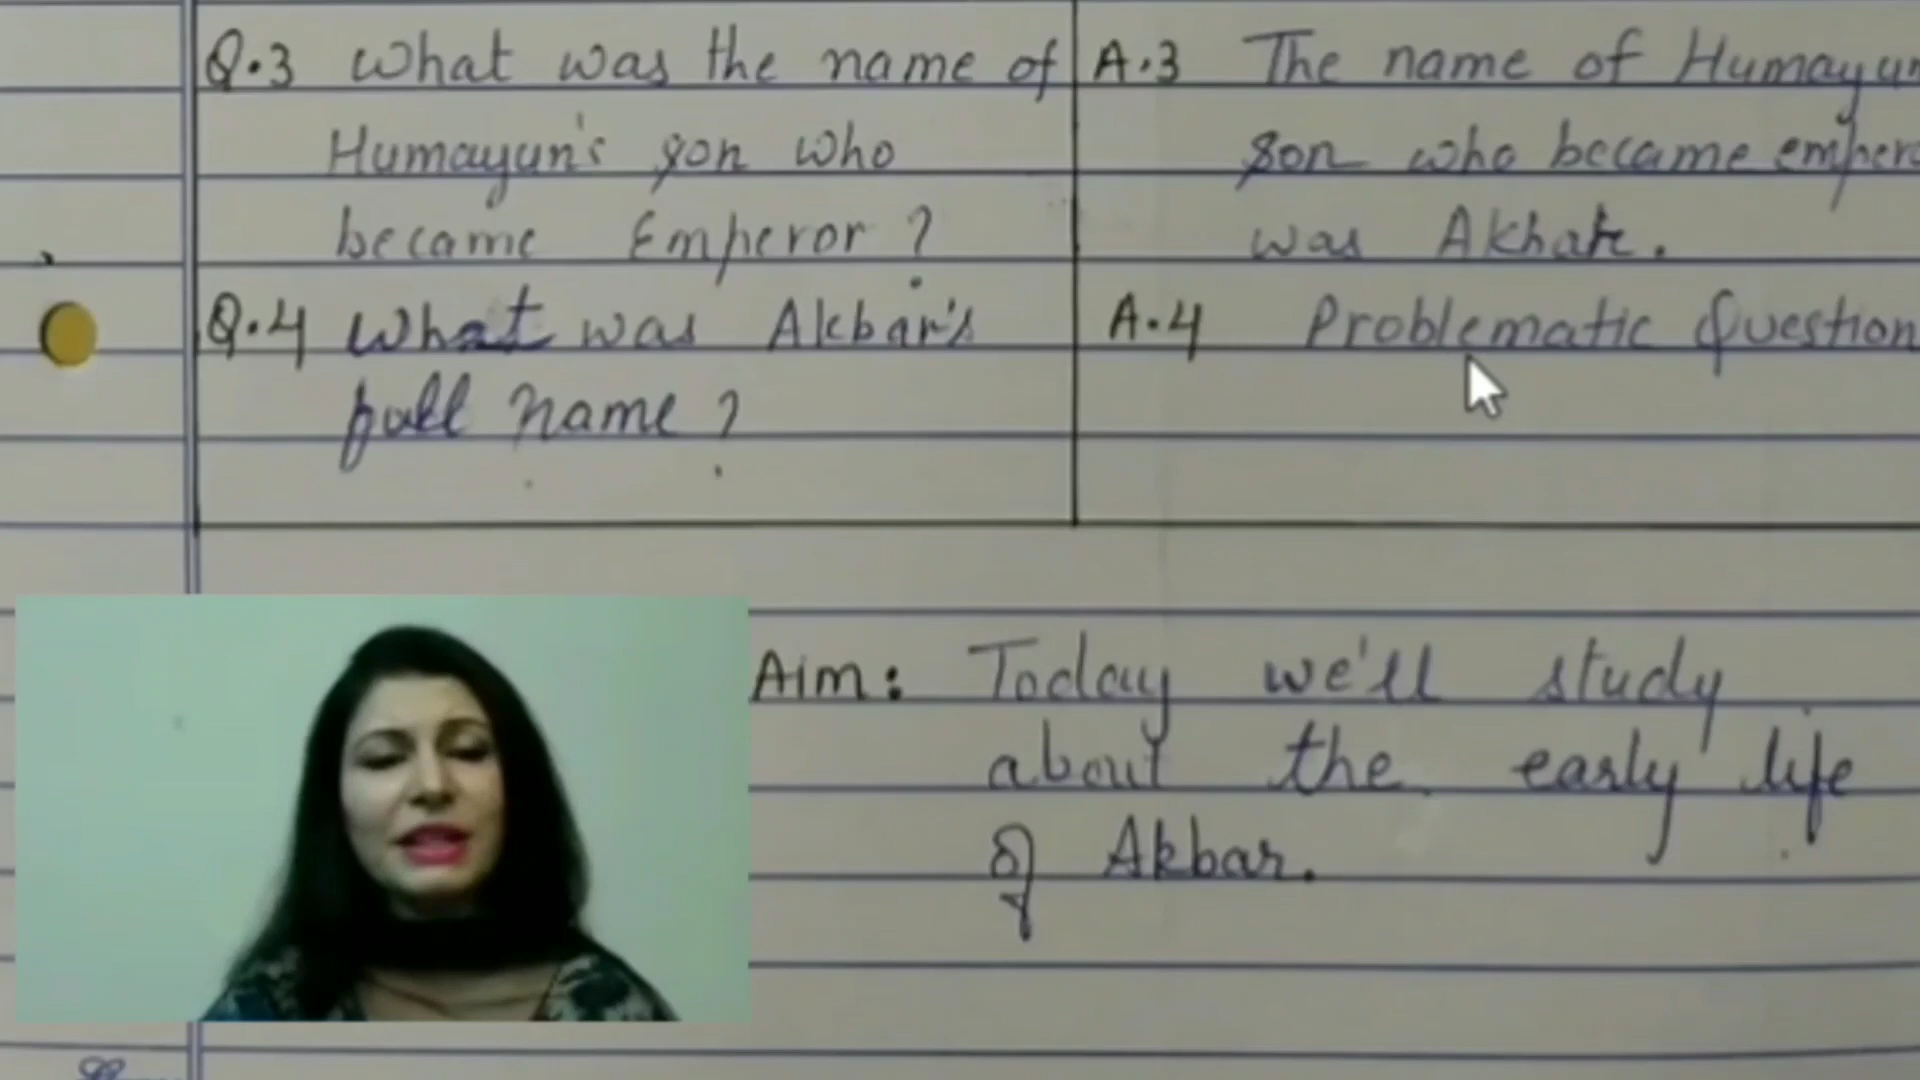 Q.3 What was the name of
Humayun's son who
became Emperor?
A.3 The name of Humayun
son who became empero
was Akbar.
Q.4 What was Akbar's
full name?
A.4 Problematic Question
Aim: Today we'll study
about the early life
of Akbar.